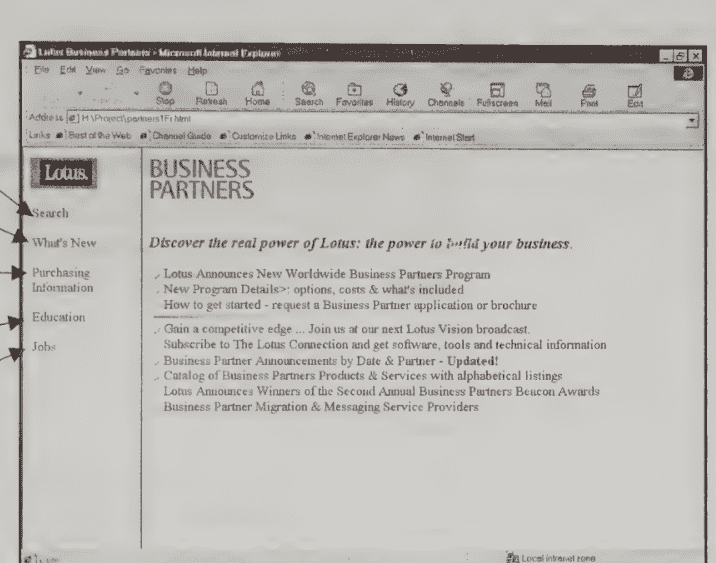 Lotus Business Partners - Microsoft Internet Explorer
File Edit View Go Favorites Help
Stop Refresh Home Search Favorites History Channels Fullscreen Mail Print Edit
Address H:\Project\partners1Fr.html
Links Best of the Web Channel Guide Customize Links Internet Explorer News Internet Start
Lotus.
BUSINESS
PARTNERS
Search
What's New
Purchasing
Information
Education
Jobs
Discover the real power of Lotus: the power to build your business.
Lotus Announces New Worldwide Business Partners Program
New Program Details>: options, costs & what's included
How to get started - request a Business Partner application or brochure
Gain a competitive edge ... Join us at our next Lotus Vision broadcast.
Subscribe to The Lotus Connection and get software, tools and technical information
Business Partner Announcements by Date & Partner - Updated!
Catalog of Business Partners Products & Services with alphabetical listings
Lotus Announces Winners of the Second Annual Business Partners Beacon Awards
Business Partner Migration & Messaging Service Providers
Local intranet zone